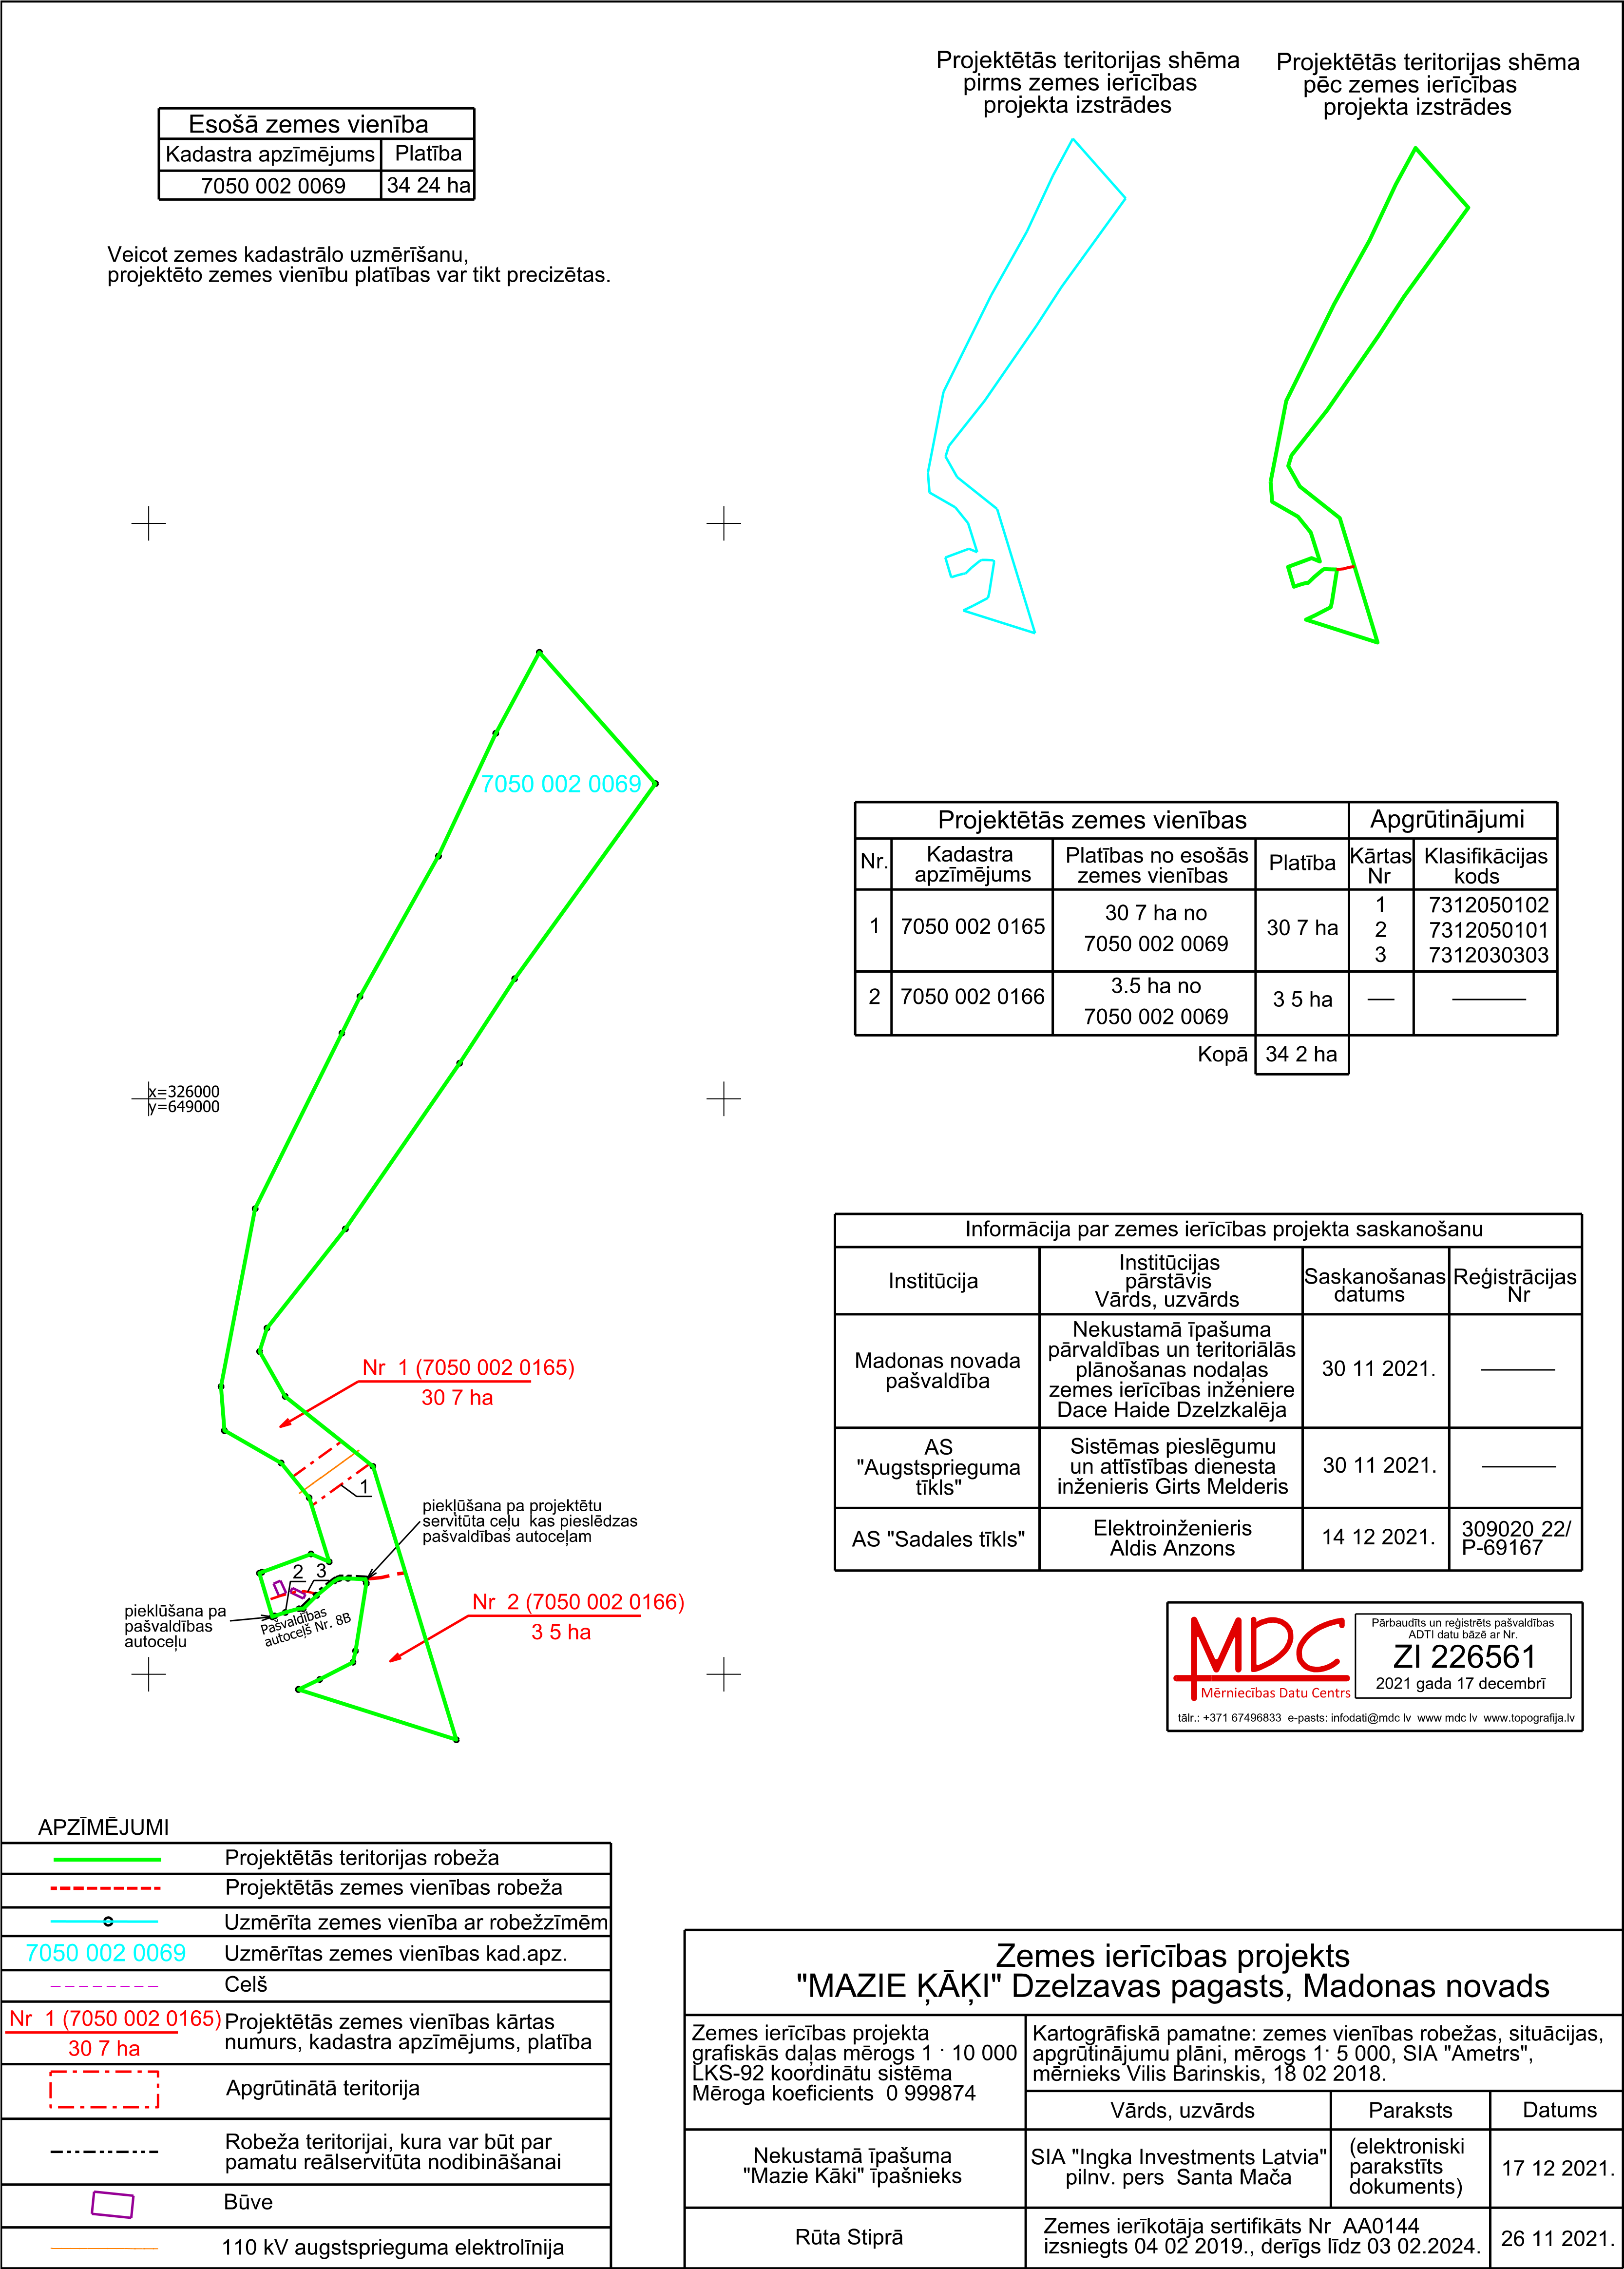 Projektētās teritorijas shēma
pirms zemes ierīcības
projekta izstrādes
Projektētās teritorijas shēma
pēc zemes ierīcības
projekta izstrādes
Esošā zemes vienība
Kadastra apzīmējums Platība
7050 002 0069 34 24 ha
Veicot zemes kadastrālo uzmērīšanu,
projektēto zemes vienību platības var tikt precizētas.
7050 002 0069
Projektētās zemes vienības Apgrūtinājumi
Nr. Kadastra apzīmējums Platības no esošās zemes vienības Platība Kārtas Nr Klasifikācijas kods
1 7050 002 0165 30 7 ha no 7050 002 0069 30 7 ha
1 7312050102
2 7312050101
3 7312030303
2 7050 002 0166 3.5 ha no 7050 002 0069 3 5 ha — —
Kopā 34 2 ha
x=326000
y=649000
Informācija par zemes ierīcības projekta saskanošanu
Institūcija
Institūcijas
pārstāvis
Vārds, uzvārds
Saskanošanas
datums
Reģistrācijas
Nr
Madonas novada
pašvaldība
Nekustamā īpašuma
pārvaldības un teritoriālās
plānošanas nodaļas
zemes ierīcības inženiere
Dace Haide Dzelzkalēja
30 11 2021. —
AS
"Augstsprieguma
tīkls"
Sistēmas pieslēgumu
un attīstības dienesta
inženieris Girts Melderis
30 11 2021. —
AS "Sadales tīkls"
Elektroinženieris
Aldis Anzons
14 12 2021.
309020 22/
P-69167
Nr 1 (7050 002 0165)
30 7 ha
1
piekļūšana pa projektētu
servitūta ceļu kas pieslēdzas
pašvaldības autoceļam
2 3
Pašvaldības
autoceļš Nr. 8B
piekļūšana pa
pašvaldības
autoceļu
Nr 2 (7050 002 0166)
3 5 ha
MDC
Mērniecības Datu Centrs
Pārbaudīts un reģistrēts pašvaldības
ADTI datu bāzē ar Nr.
ZI 226561
2021 gada 17 decembrī
tālr.: +371 67496833 e-pasts: infodati@mdc lv www mdc lv www.topografija.lv
APZĪMĒJUMI
Projektētās teritorijas robeža
Projektētās zemes vienības robeža
Uzmērīta zemes vienība ar robežzīmēm
7050 002 0069 Uzmērītas zemes vienības kad.apz.
Celš
Nr 1 (7050 002 0165)
30 7 ha
Projektētās zemes vienības kārtas
numurs, kadastra apzīmējums, platība
Apgrūtinātā teritorija
Robeža teritorijai, kura var būt par
pamatu reālservitūta nodibināšanai
Būve
110 kV augstsprieguma elektrolīnija
Zemes ierīcības projekts
"MAZIE ĶĀĶI" Dzelzavas pagasts, Madonas novads
Zemes ierīcības projekta
grafiskās daļas mērogs 1 : 10 000
LKS-92 koordinātu sistēma
Mēroga koeficients 0 999874
Kartogrāfiskā pamatne: zemes vienības robežas, situācijas,
apgrūtinājumu plāni, mērogs 1: 5 000, SIA "Ametrs",
mērnieks Vilis Barinskis, 18 02 2018.
Vārds, uzvārds Paraksts Datums
Nekustamā īpašuma
"Mazie Kāki" īpašnieks
SIA "Ingka Investments Latvia"
pilnv. pers Santa Mača
(elektroniski
parakstīts
dokuments)
17 12 2021.
Rūta Stiprā
Zemes ierīkotāja sertifikāts Nr AA0144
izsniegts 04 02 2019., derīgs līdz 03 02.2024.
26 11 2021.